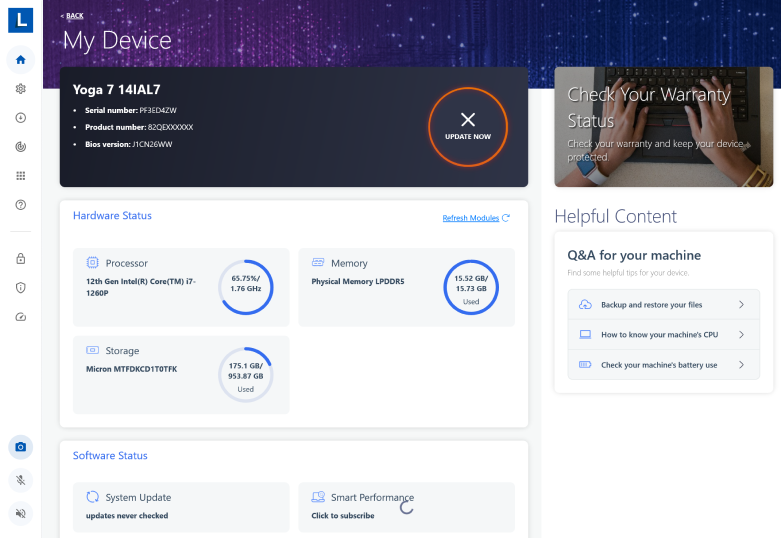 L
< BACK
My Device
Yoga 7 14IAL7
• Serial number: PF3ED4ZW
• Product number: 82QEXXXXXX
• Bios version: J1CN26WW
UPDATE NOW
Check Your Warranty
Status
Check your warranty and keep your device
protected.
Hardware Status
Refresh Modules
Processor
12th Gen Intel(R) Core(TM) i7-
1260P
65.75%/
1.76 GHz
Memory
Physical Memory LPDDR5
15.52 GB/
15.73 GB
Used
Storage
Micron MTFDKCD1T0TFK
175.1 GB/
953.87 GB
Used
Helpful Content
Q&A for your machine
Find some helpful tips for your device.
Backup and restore your files
How to know your machine's CPU
Check your machine's battery use
Software Status
System Update
updates never checked
Smart Performance
Click to subscribe